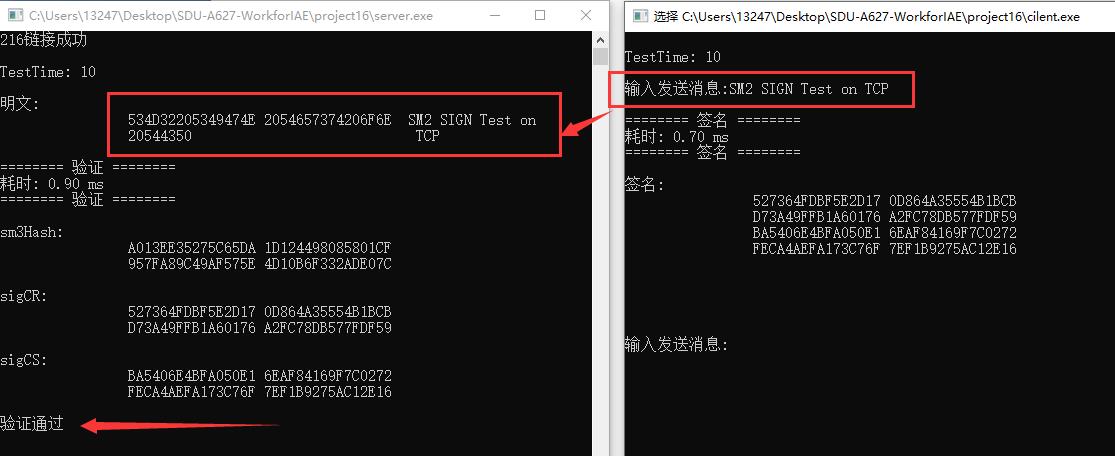 C:\Users\13247\Desktop\SDU-A627-WorkforIAE\project16\server.exe
216链接成功
TestTime: 10
明文:
534D32205349474E 2054657374206F6E SM2 SIGN Test on
20544350 TCP
======== 验证 ========
耗时: 0.90 ms
======== 验证 ========
sm3Hash:
A013EE35275C65DA 1D124498085801CF
957FA89C49AF575E 4D10B6F332ADE07C
sigCR:
527364FDBF5E2D17 0D864A35554B1BCB
D73A49FFB1A60176 A2FC78DB577FDF59
sigCS:
BA5406E4BFA050E1 6EAF84169F7C0272
FECA4AEFA173C76F 7EF1B9275AC12E16
验证通过
选择 C:\Users\13247\Desktop\SDU-A627-WorkforIAE\project16\cilent.exe
TestTime: 10
输入发送消息:SM2 SIGN Test on TCP
======== 签名 ========
耗时: 0.70 ms
======== 签名 ========
签名:
527364FDBF5E2D17 0D864A35554B1BCB
D73A49FFB1A60176 A2FC78DB577FDF59
BA5406E4BFA050E1 6EAF84169F7C0272
FECA4AEFA173C76F 7EF1B9275AC12E16
输入发送消息: